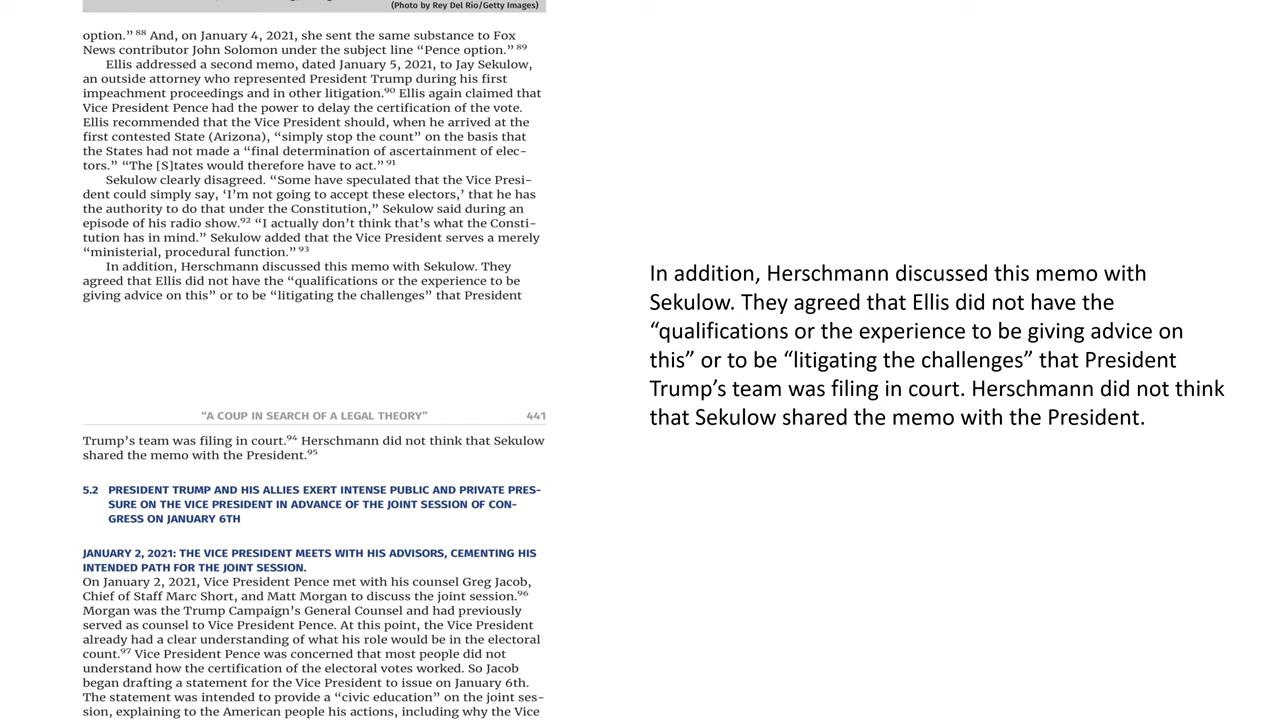 (Photo by Rey Del Rio/Getty Images)
option.” 88 And, on January 4, 2021, she sent the same substance to Fox
News contributor John Solomon under the subject line “Pence option.” 89
Ellis addressed a second memo, dated January 5, 2021, to Jay Sekulow,
an outside attorney who represented President Trump during his first
impeachment proceedings and in other litigation.90 Ellis again claimed that
Vice President Pence had the power to delay the certification of the vote.
Ellis recommended that the Vice President should, when he arrived at the
first contested State (Arizona), “simply stop the count” on the basis that
the States had not made a “final determination of ascertainment of elec-
tors.” “The [S]tates would therefore have to act.” 91
Sekulow clearly disagreed. “Some have speculated that the Vice Presi-
dent could simply say, ‘I’m not going to accept these electors,’ that he has
the authority to do that under the Constitution,” Sekulow said during an
episode of his radio show.92 “I actually don’t think that’s what the Consti-
tution has in mind.” Sekulow added that the Vice President serves a merely
“ministerial, procedural function.” 93
In addition, Herschmann discussed this memo with Sekulow. They
agreed that Ellis did not have the “qualifications or the experience to be
giving advice on this” or to be “litigating the challenges” that President
“A COUP IN SEARCH OF A LEGAL THEORY” 441
Trump’s team was filing in court.94 Herschmann did not think that Sekulow
shared the memo with the President.95
5.2 PRESIDENT TRUMP AND HIS ALLIES EXERT INTENSE PUBLIC AND PRIVATE PRES-
SURE ON THE VICE PRESIDENT IN ADVANCE OF THE JOINT SESSION OF CON-
GRESS ON JANUARY 6TH
JANUARY 2, 2021: THE VICE PRESIDENT MEETS WITH HIS ADVISORS, CEMENTING HIS
INTENDED PATH FOR THE JOINT SESSION.
On January 2, 2021, Vice President Pence met with his counsel Greg Jacob,
Chief of Staff Marc Short, and Matt Morgan to discuss the joint session.96
Morgan was the Trump Campaign’s General Counsel and had previously
served as counsel to Vice President Pence. At this point, the Vice President
already had a clear understanding of what his role would be in the electoral
count.97 Vice President Pence was concerned that most people did not
understand how the certification of the electoral votes worked. So Jacob
began drafting a statement for the Vice President to issue on January 6th.
The statement was intended to provide a “civic education” on the joint ses-
sion, explaining to the American people his actions, including why the Vice
In addition, Herschmann discussed this memo with
Sekulow. They agreed that Ellis did not have the
“qualifications or the experience to be giving advice on
this” or to be “litigating the challenges” that President
Trump’s team was filing in court. Herschmann did not think
that Sekulow shared the memo with the President.